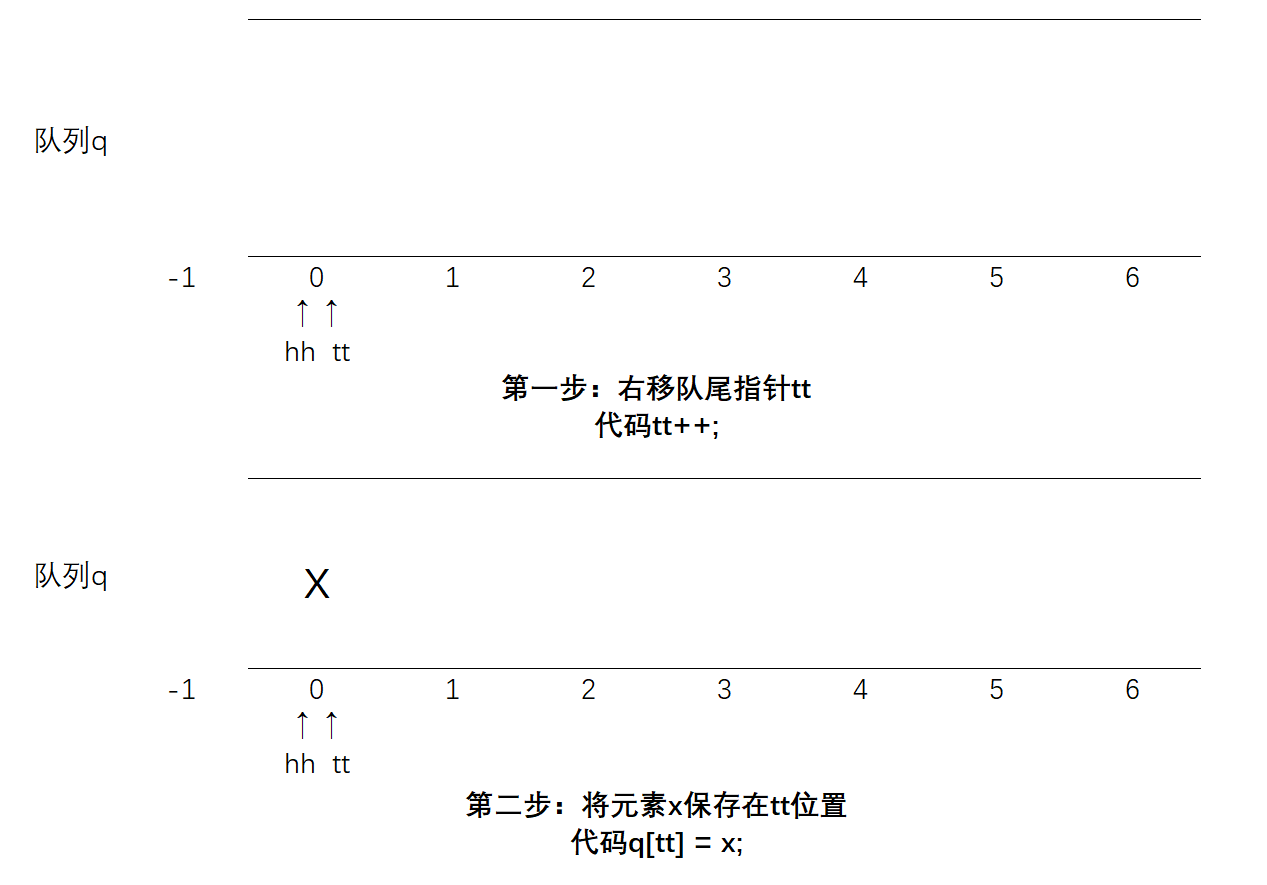 队列q
-1 0 1 2 3 4 5 6
↑ ↑
hh tt
第一步：右移队尾指针tt
代码tt++;
队列q
X
-1 0 1 2 3 4 5 6
↑ ↑
hh tt
第二步：将元素x保存在tt位置
代码q[tt] = x;